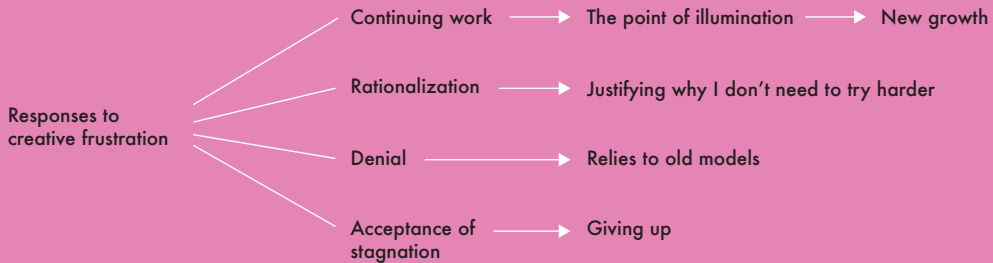 Continuing work
The point of illumination
New growth
Rationalization
Justifying why I don't need to try harder
Responses to
creative frustration
Denial
Relies to old models
Acceptance of
stagnation
Giving up